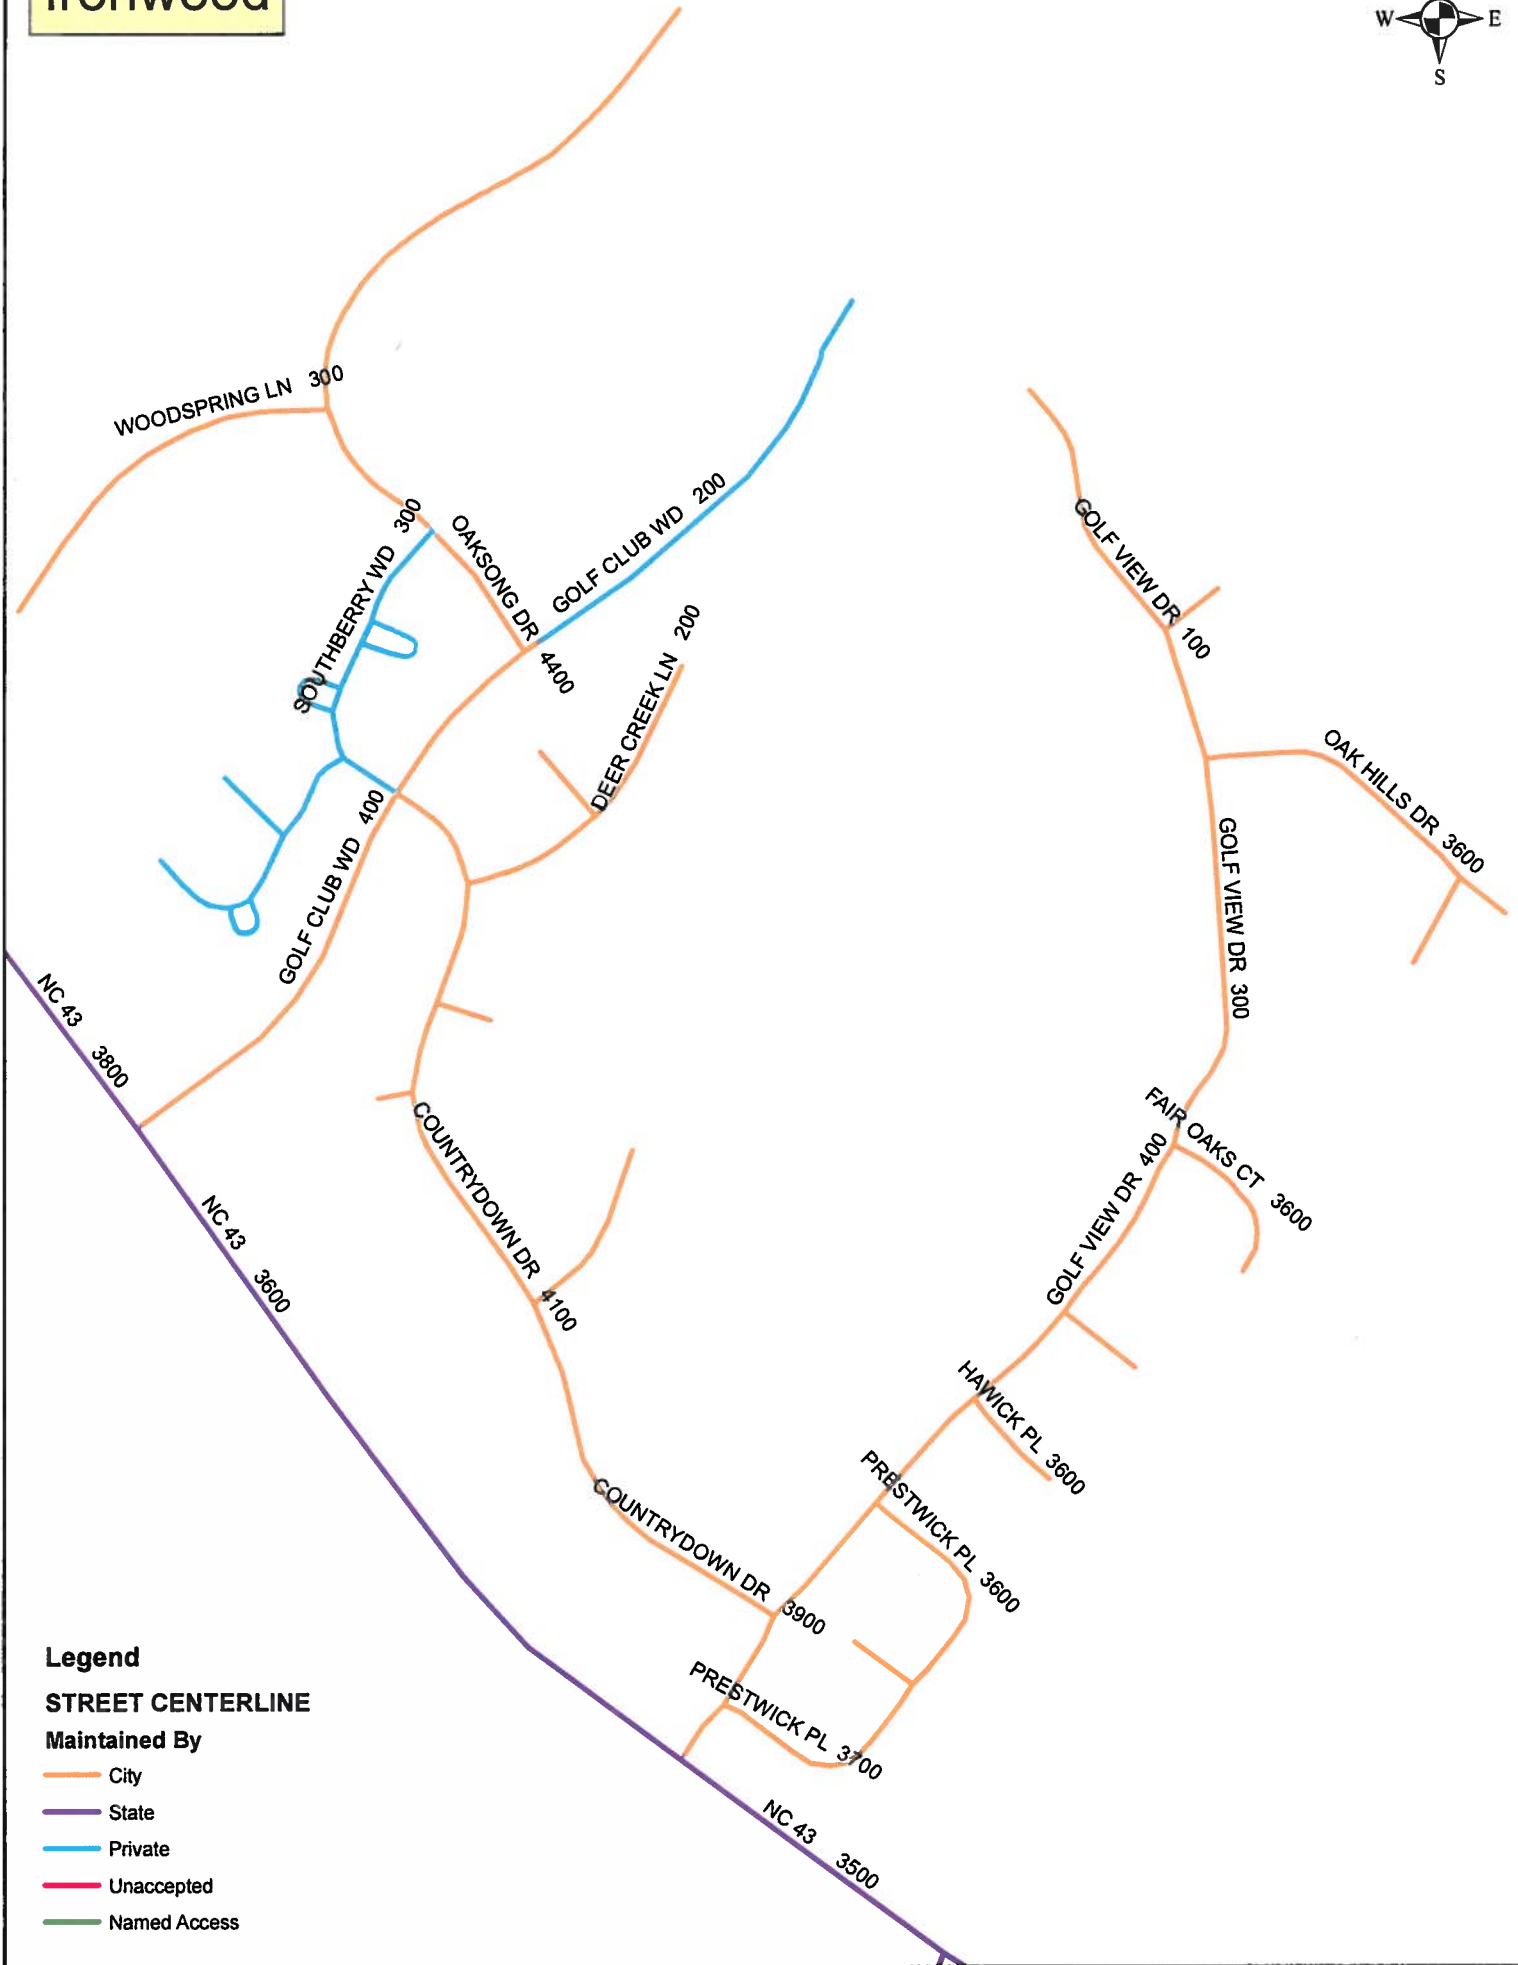 Ironwood
W E
S
WOODSPRING LN 300
SOUTHBERRY WD 300
OAKSONG DR 4400
GOLF CLUB WD 200
DEER CREEK LN 200
GOLF VIEW DR 100
OAK HILLS DR 3600
GOLF CLUB WD 400
GOLF VIEW DR 300
NC 43 3800
COUNTRYDOWN DR 4100
FAIR OAKS CT 3600
GOLF VIEW DR 400
NC 43 3600
HAWICK PL 3600
PRESTWICK PL 3600
COUNTRYDOWN DR 3900
PRESTWICK PL 3700
NC 43 3500
Legend
STREET CENTERLINE
Maintained By
City
State
Private
Unaccepted
Named Access